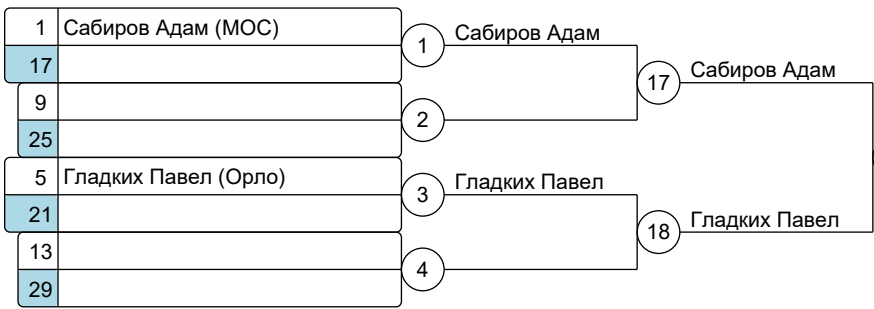 1 Сабиров Адам (МОС)
17
1 Сабиров Адам
9
25
2
17 Сабиров Адам
5 Гладких Павел (Орло)
21
3 Гладких Павел
13
29
4
18 Гладких Павел